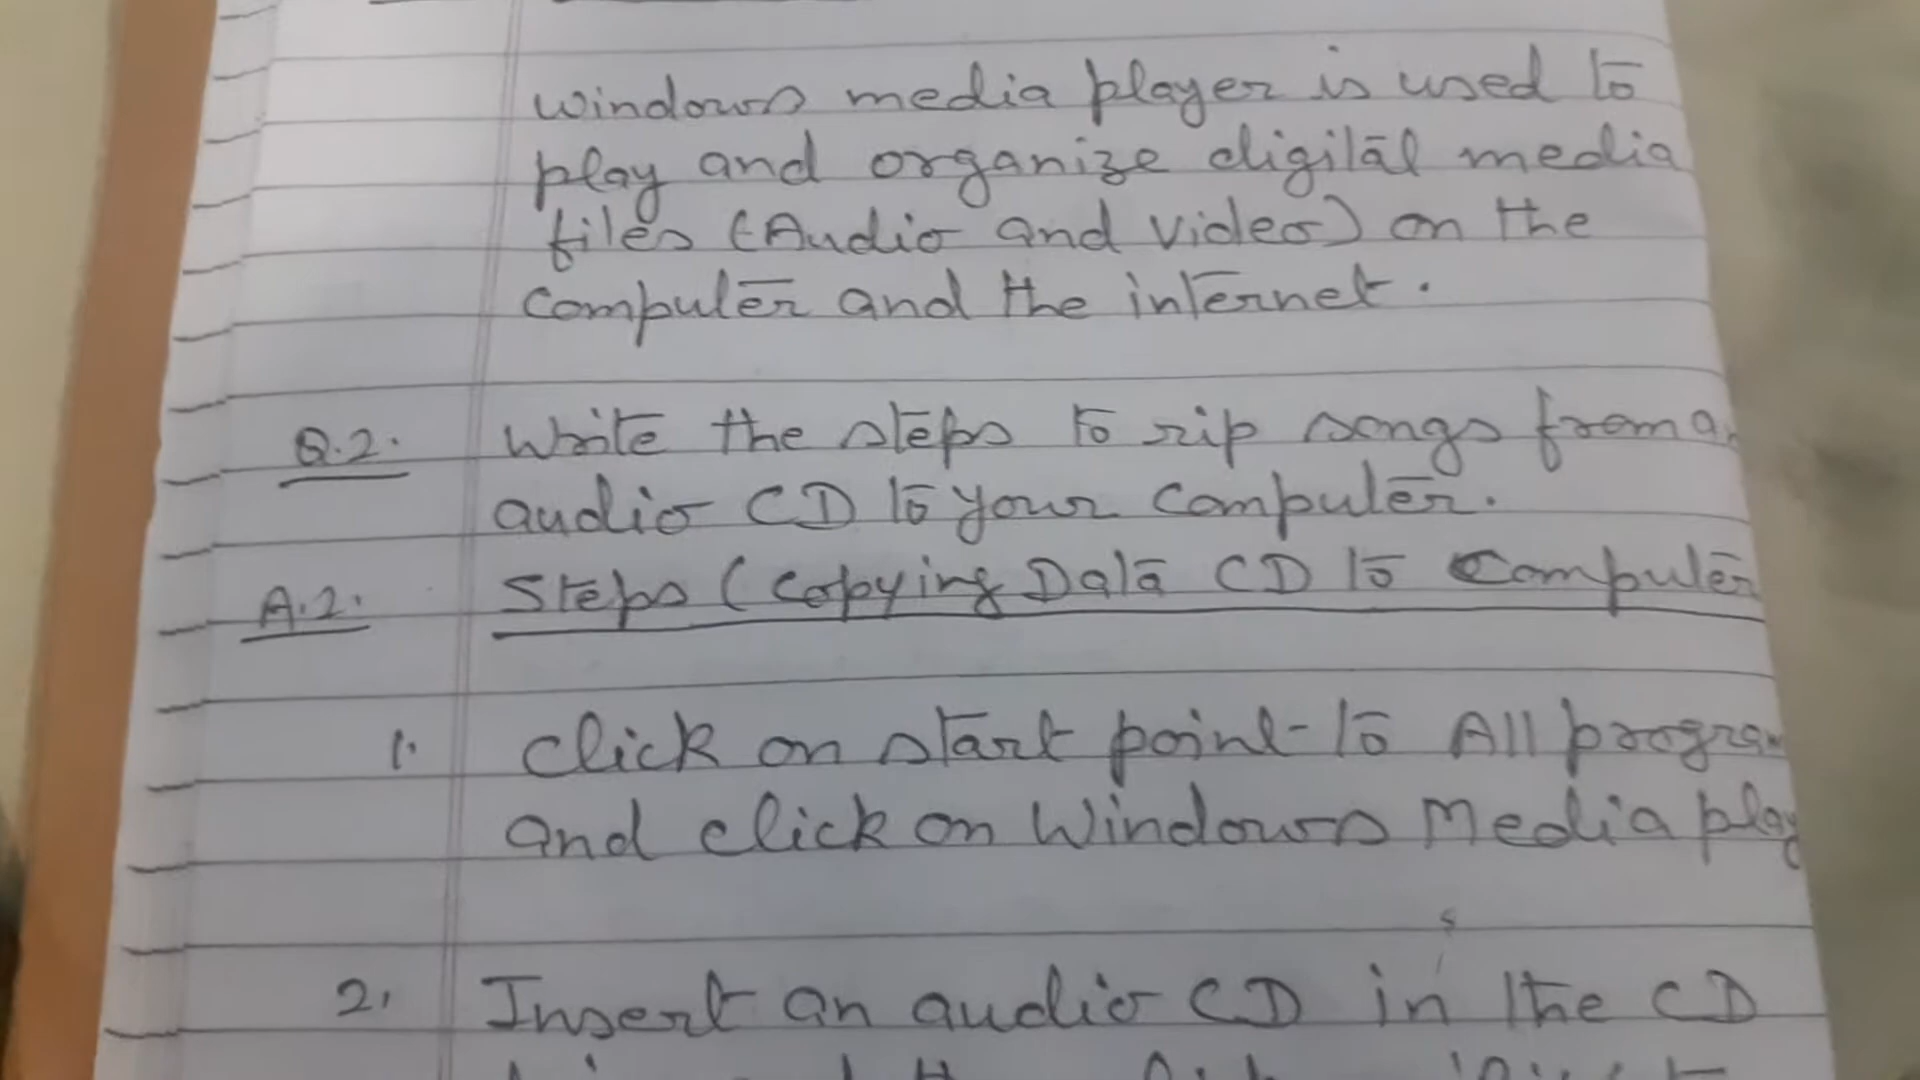 windows media player is used to
play and organize digital media
files (Audio and video) on the
computer and the internet.
Q.2. Write the steps to rip songs from a
audio CD to your computer.
A.2. Steps (copying Data CD to Computer
1. Click on start point to All progra
and click on Windows Media play
2. Insert an audio CD in the CD